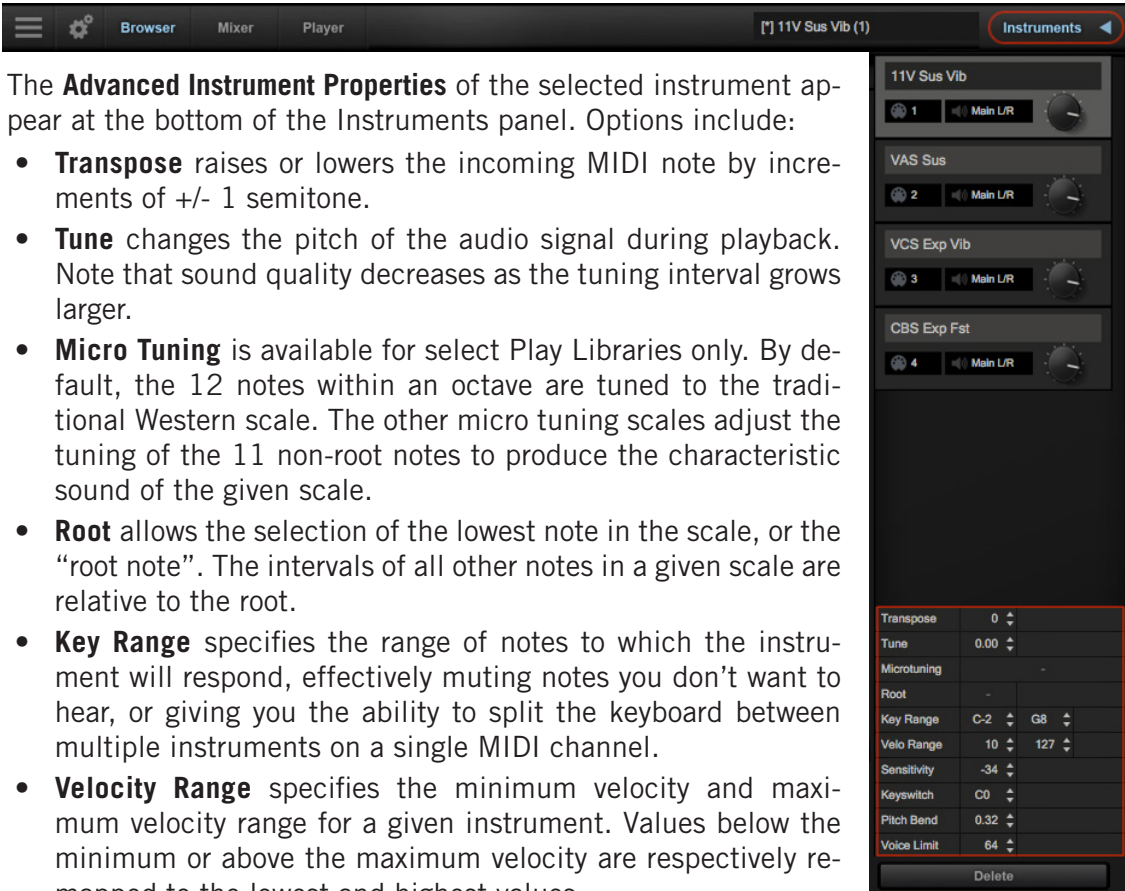 Browser Mixer Player [*] 11V Sus Vib (1) Instruments
The Advanced Instrument Properties of the selected instrument ap-
pear at the bottom of the Instruments panel. Options include:
• Transpose raises or lowers the incoming MIDI note by incre-
ments of +/- 1 semitone.
• Tune changes the pitch of the audio signal during playback.
Note that sound quality decreases as the tuning interval grows
larger.
• Micro Tuning is available for select Play Libraries only. By de-
fault, the 12 notes within an octave are tuned to the tradi-
tional Western scale. The other micro tuning scales adjust the
tuning of the 11 non-root notes to produce the characteristic
sound of the given scale.
• Root allows the selection of the lowest note in the scale, or the
“root note”. The intervals of all other notes in a given scale are
relative to the root.
• Key Range specifies the range of notes to which the instru-
ment will respond, effectively muting notes you don’t want to
hear, or giving you the ability to split the keyboard between
multiple instruments on a single MIDI channel.
• Velocity Range specifies the minimum velocity and maxi-
mum velocity range for a given instrument. Values below the
minimum or above the maximum velocity are respectively re-
mapped to the lowest and highest values.
11V Sus Vib
1 Main L/R
VAS Sus
2 Main L/R
VCS Exp Vib
3 Main L/R
CBS Exp Fst
4 Main L/R
Transpose 0
Tune 0.00
Microtuning -
Root -
Key Range C-2 G8
Velo Range 10 127
Sensitivity -34
Keyswitch C0
Pitch Bend 0.32
Voice Limit 64
Delete